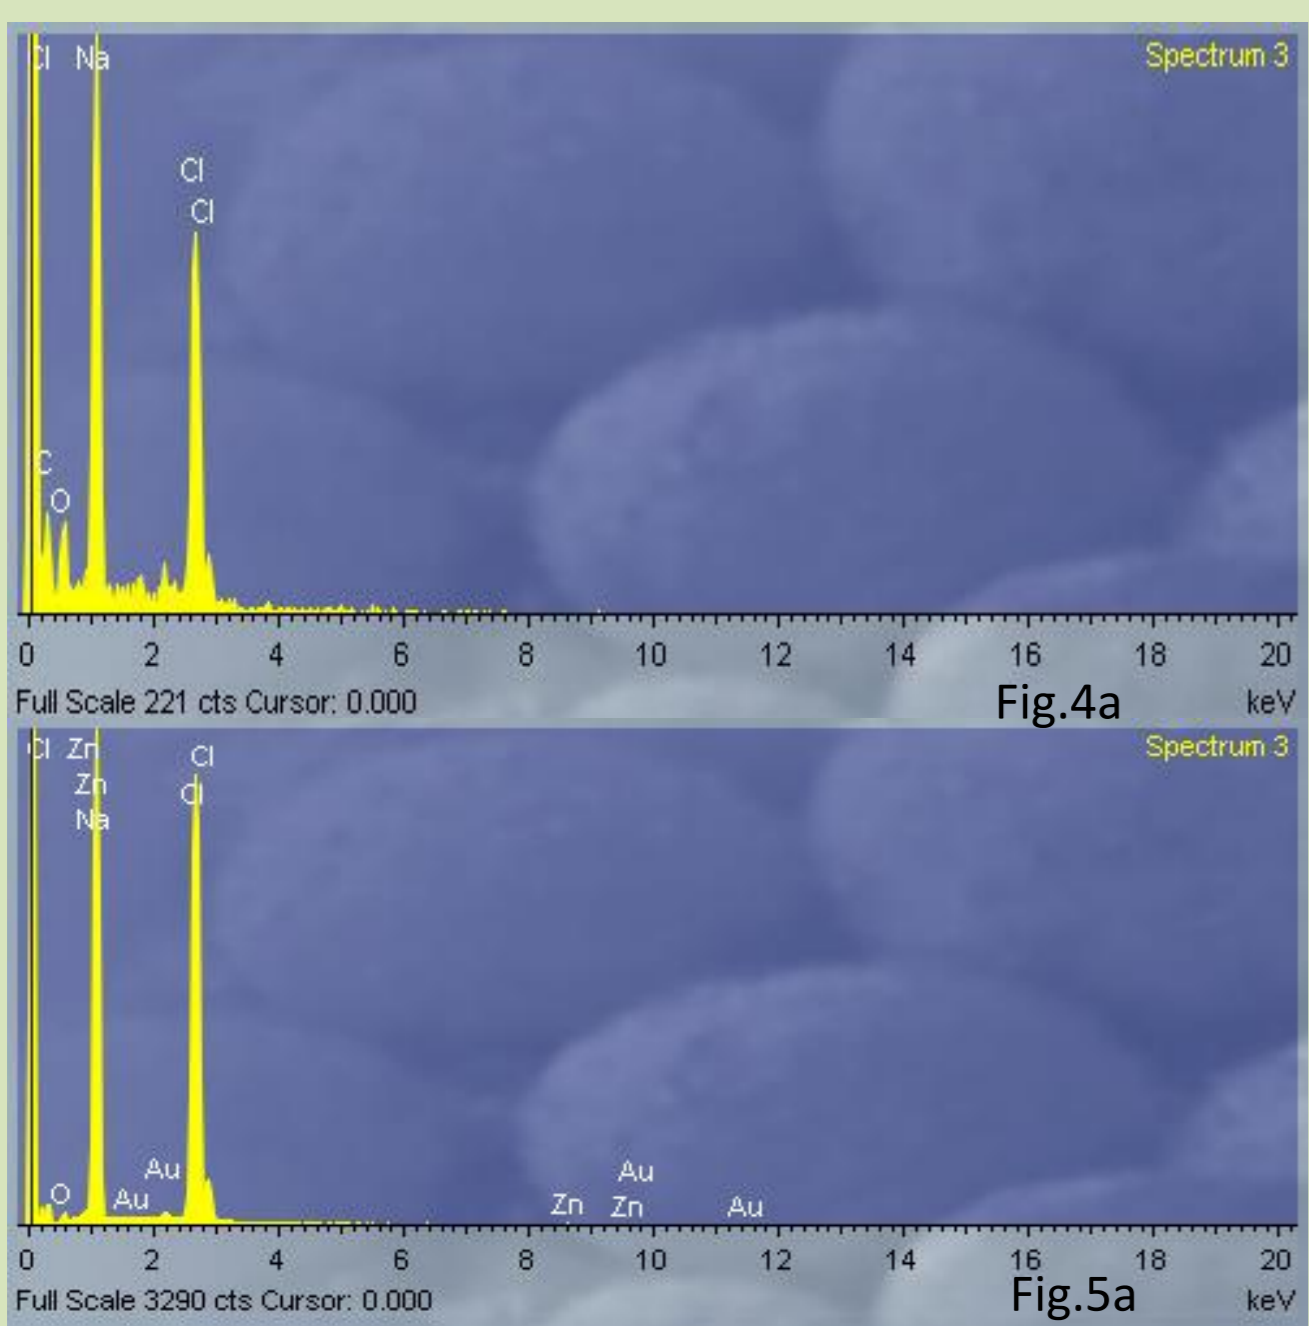 Cl Na
Spectrum 3
Cl
Cl
C
O
0 2 4 6 8 10 12 14 16 18 20
Full Scale 221 cts Cursor: 0.000
Fig.4a
keV
Cl Zn
Cl
Spectrum 3
Zn
Cl
Na
Au
Au
O
Au
Zn
Zn
Au
0 2 4 6 8 10 12 14 16 18 20
Full Scale 3290 cts Cursor: 0.000
Fig.5a
keV